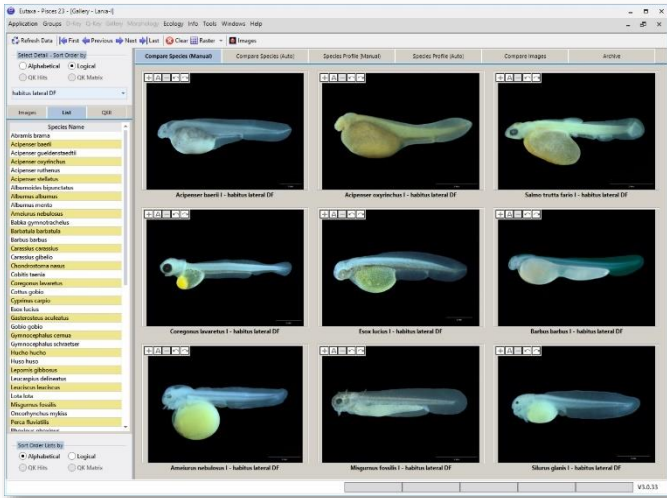 Eutaxa - Pisces 23 - [Gallery - Larva-I]
Application Groups D-Key D-Key Gallery Morphology Ecology Info Tools Windows Help
Refresh Data First Previous Next Last Clear Raster Images
Select Detail - Sort Order by
Alphabetical Logical
QK Hits QK Matrix
habitus lateral DF
Images List QKB
Species Name
Abramis brama
Acipenser baerii
Acipenser gueldenstaedtii
Acipenser oxyrinchus
Acipenser ruthenus
Acipenser stellatus
Alburnoides bipunctatus
Alburnus alburnus
Alburnus mento
Ameiurus nebulosus
Babka gymnotrachelus
Barbatula barbatula
Barbus barbus
Carassius carassius
Carassius gibelio
Chondrostoma nasus
Cobitis taenia
Coregonus lavaretus
Cottus gobio
Cyprinus carpio
Esox lucius
Gasterosteus aculeatus
Gobio gobio
Gymnocephalus cernua
Gymnocephalus schraetser
Hucho hucho
Huso huso
Lepomis gibbosus
Leucaspius delineatus
Leuciscus leuciscus
Lota lota
Misgurnus fossilis
Oncorhynchus mykiss
Perca fluviatilis
Sort Order Lists by
Alphabetical Logical
QK Hits QK Matrix
Compare Species (Manual) Compare Species (Auto) Species Profile (Manual) Species Profile (Auto) Compare Images Archive
Acipenser baerii I - habitus lateral DF
Acipenser oxyrinchus I - habitus lateral DF
Salmo trutta fario I - habitus lateral DF
Coregonus lavaretus I - habitus lateral DF
Esox lucius I - habitus lateral DF
Barbus barbus I - habitus lateral DF
Ameiurus nebulosus I - habitus lateral DF
Misgurnus fossilis I - habitus lateral DF
Silurus glanis I - habitus lateral DF
V3.0.33